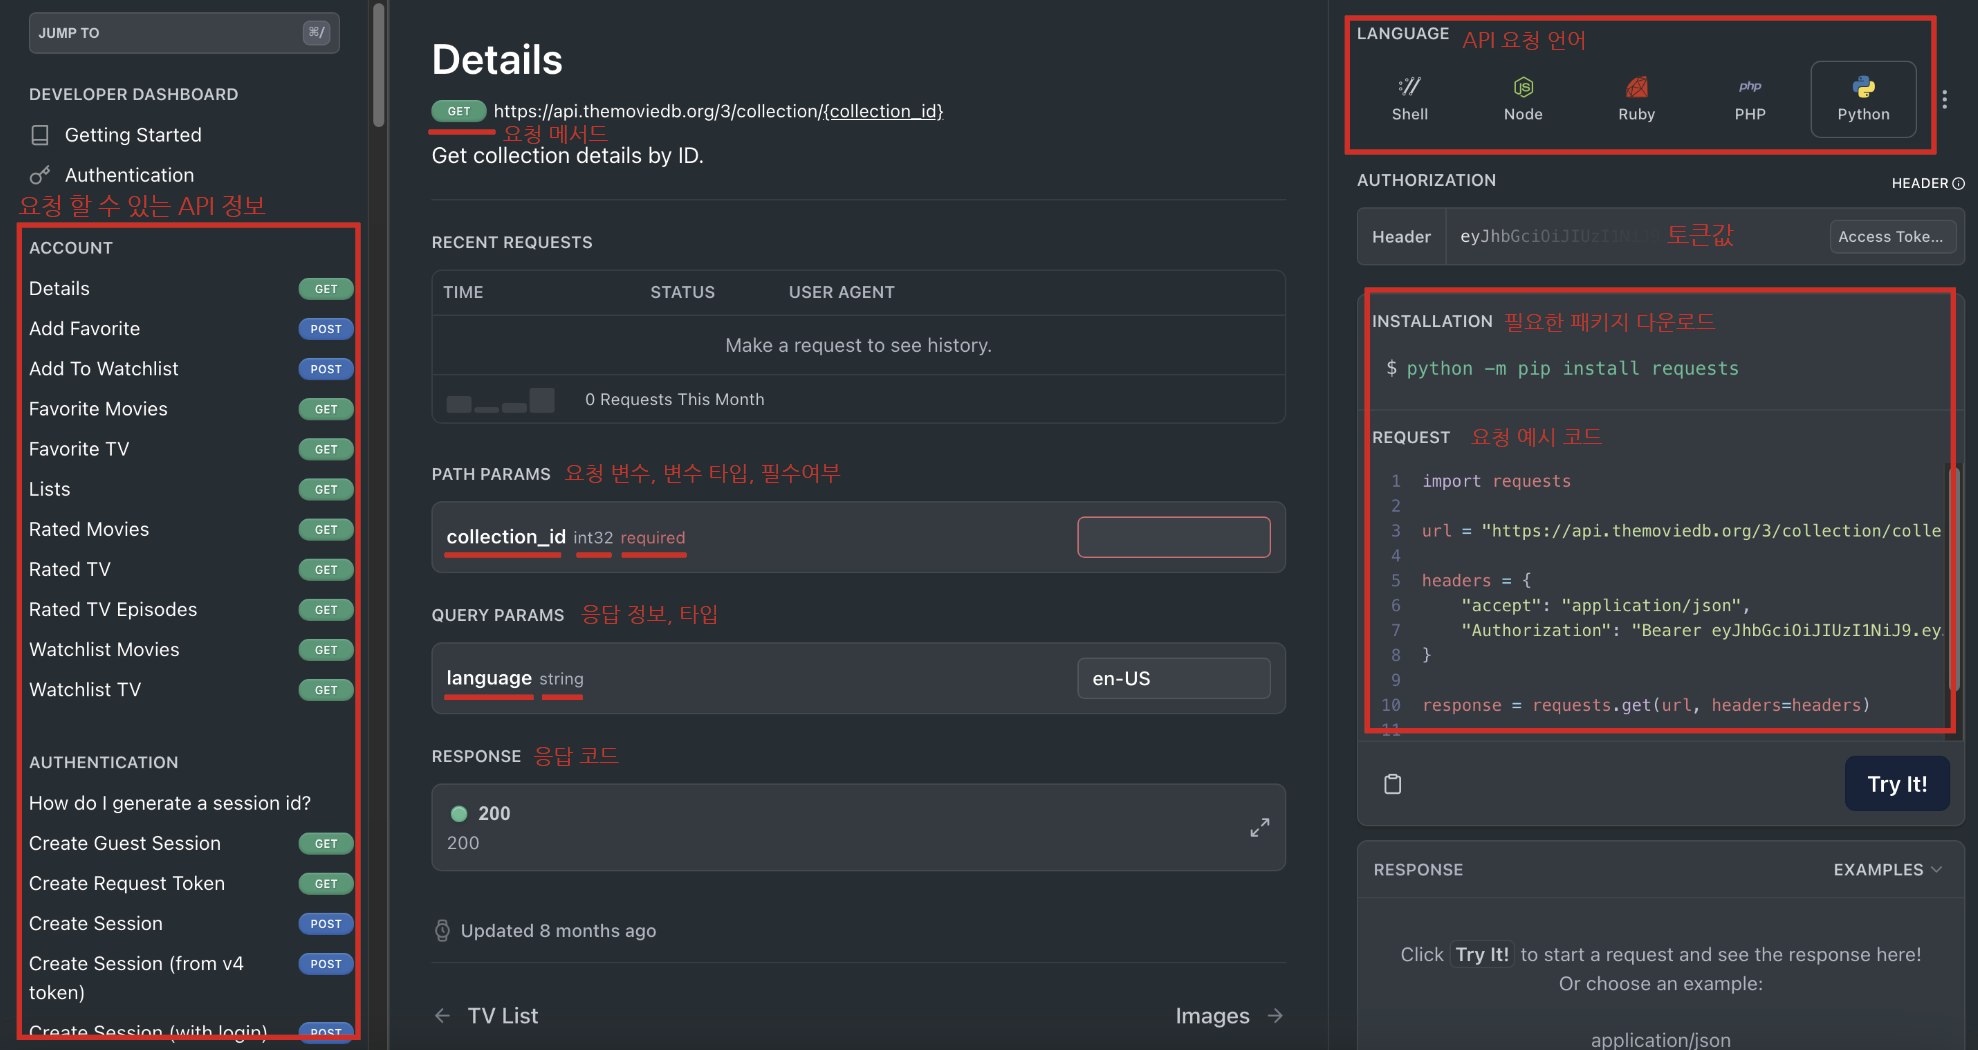 JUMP TO
⌘/
DEVELOPER DASHBOARD
Getting Started
Authentication
요청 할 수 있는 API 정보
ACCOUNT
Details GET
Add Favorite POST
Add To Watchlist POST
Favorite Movies GET
Favorite TV GET
Lists GET
Rated Movies GET
Rated TV GET
Rated TV Episodes GET
Watchlist Movies GET
Watchlist TV GET
AUTHENTICATION
How do I generate a session id?
Create Guest Session GET
Create Request Token GET
Create Session POST
Create Session (from v4 POST
token)
Create Session (with login) POST
Details
GET https://api.themoviedb.org/3/collection/{collection_id}
요청 메서드
Get collection details by ID.
RECENT REQUESTS
TIME STATUS USER AGENT
Make a request to see history.
0 Requests This Month
PATH PARAMS 요청 변수, 변수 타입, 필수여부
collection_id int32 required
QUERY PARAMS 응답 정보, 타입
language string en-US
RESPONSE 응답 코드
200
200
Updated 8 months ago
← TV List
Images →
LANGUAGE API 요청 언어
Shell Node Ruby php PHP Python
AUTHORIZATION HEADER
Header eyJhbGciOiJIUzI1Ni 토큰값 Access Toke...
INSTALLATION 필요한 패키지 다운로드
$ python -m pip install requests
REQUEST 요청 예시 코드
1 import requests
2
3 url = "https://api.themoviedb.org/3/collection/colle
4
5 headers = {
6 "accept": "application/json",
7 "Authorization": "Bearer eyJhbGciOiJIUzI1NiJ9.ey
8 }
9
10 response = requests.get(url, headers=headers)
11
Try It!
RESPONSE EXAMPLES
Click Try It! to start a request and see the response here!
Or choose an example:
application/json